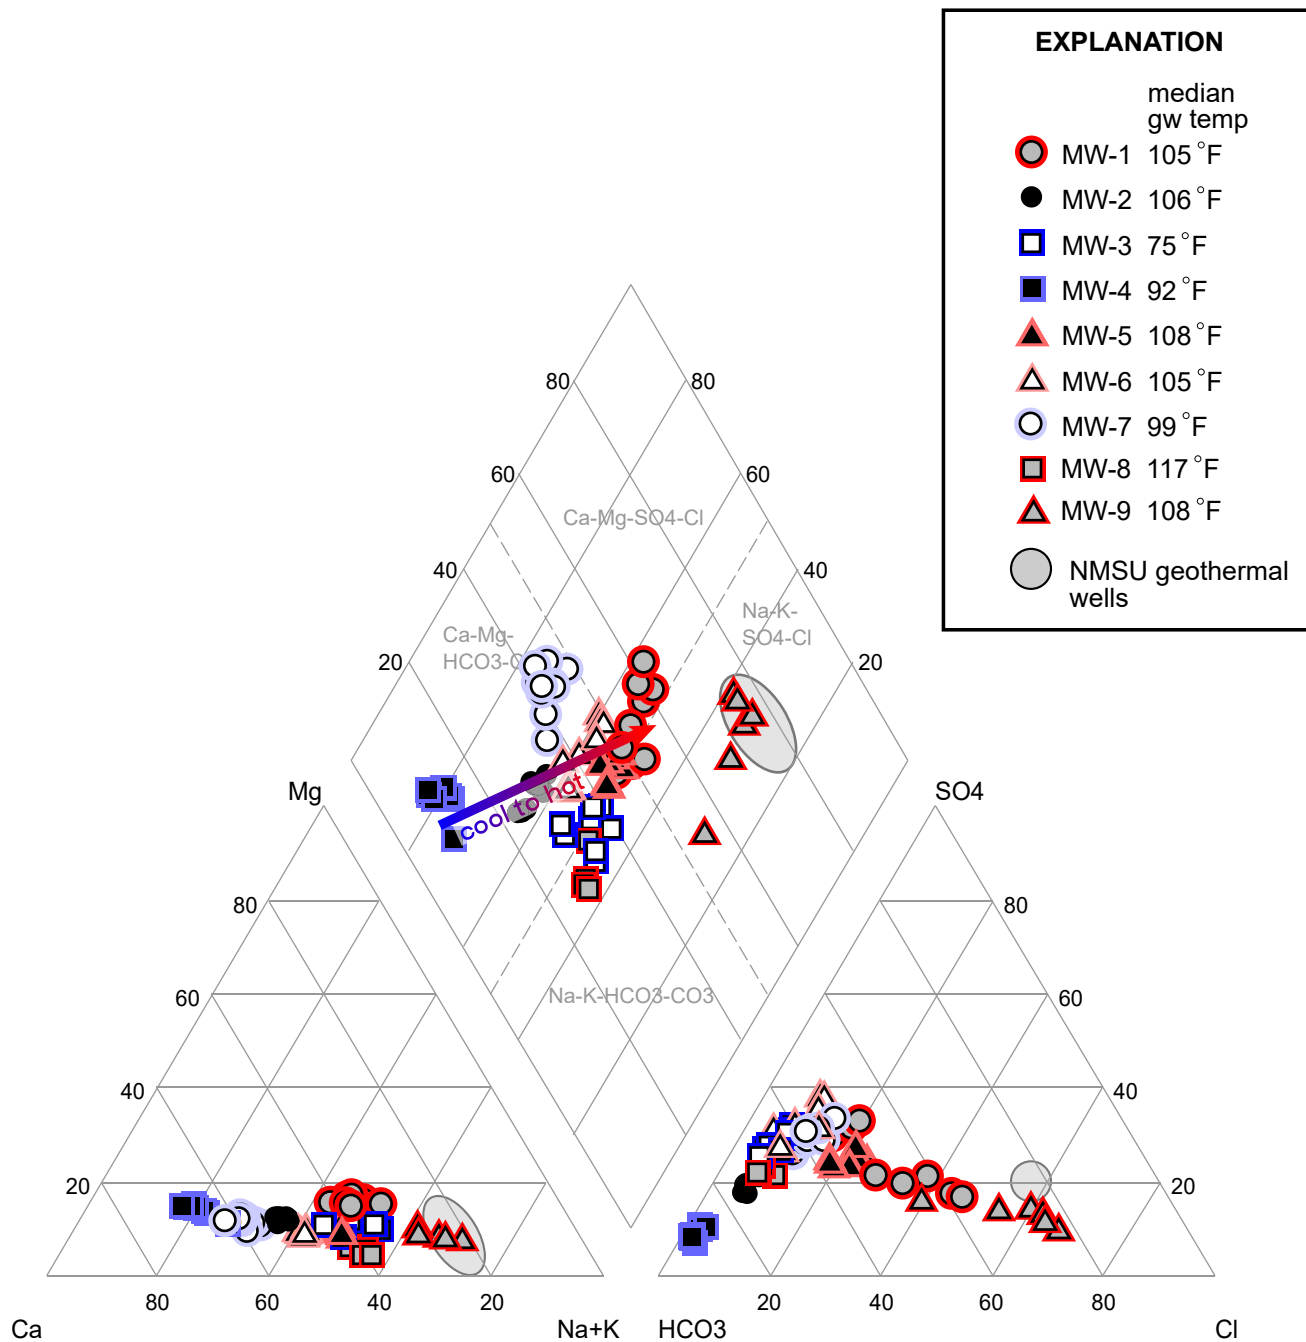 EXPLANATION
median
gw temp
MW-1 105 °F
MW-2 106 °F
MW-3 75 °F
MW-4 92 °F
MW-5 108 °F
MW-6 105 °F
MW-7 99 °F
MW-8 117 °F
MW-9 108 °F
NMSU geothermal
wells
80 80
60 60
Ca-Mg-SO4-Cl
40 40
Na-K-
SO4-Cl
Ca-Mg-
HCO3-C
20 20
cool to hot
Mg SO4
80 80
60 Na-K-HCO3-CO3 60
40 40
20 20
80 60 40 20 20 40 60 80
Ca Na+K HCO3 Cl